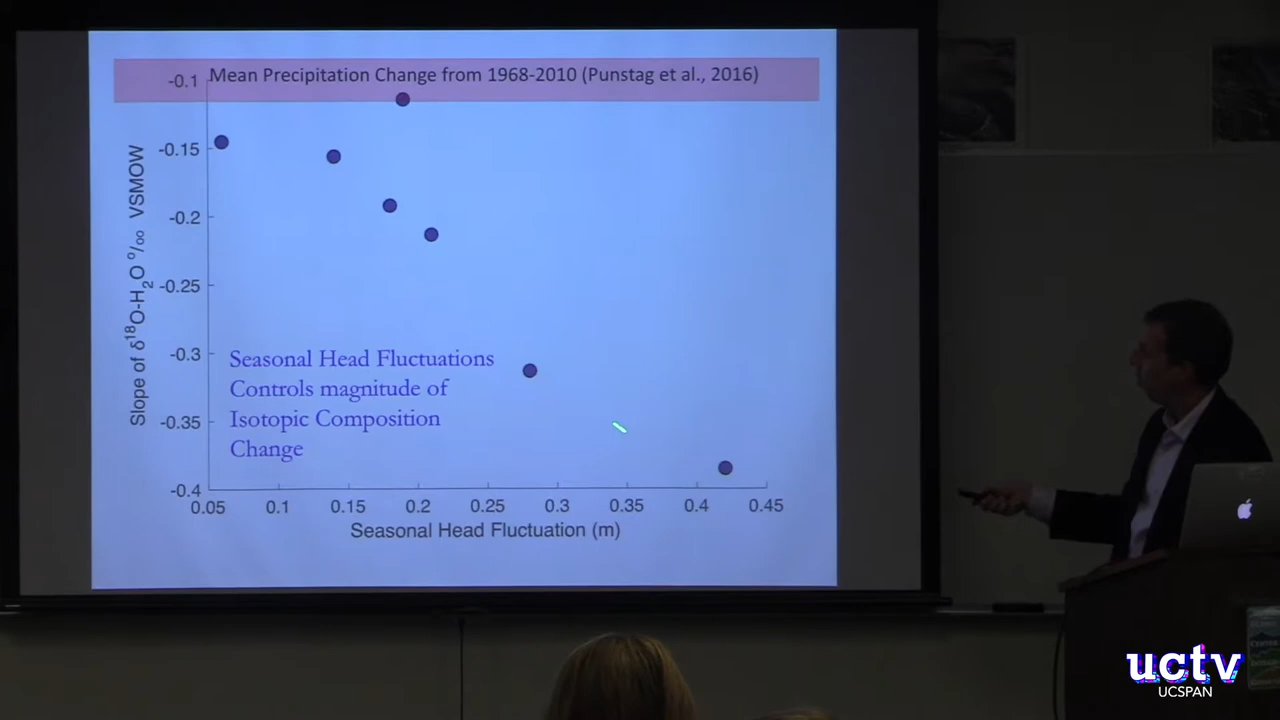 Mean Precipitation Change from 1968-2010 (Punstag et al., 2016)
-0.1
-0.15
-0.2
-0.25
-0.3
-0.35
-0.4
Slope of δ¹⁸O-H₂O ‰ VSMOW
Seasonal Head Fluctuations
Controls magnitude of
Isotopic Composition
Change
0.05 0.1 0.15 0.2 0.25 0.3 0.35 0.4 0.45
Seasonal Head Fluctuation (m)
uctv
UCSPAN